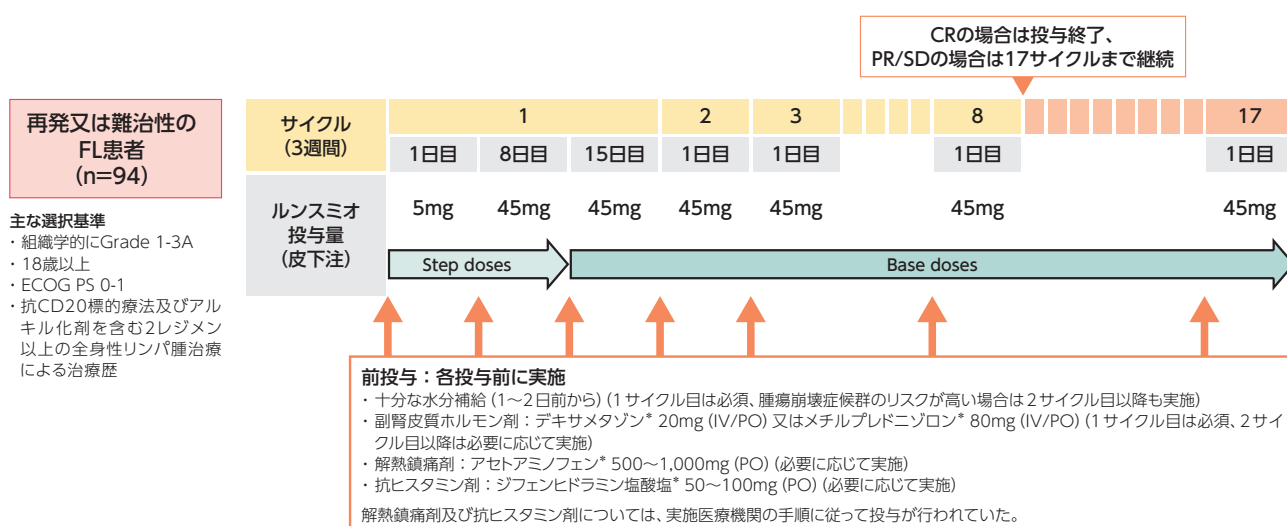 CRの場合は投与終了、
PR/SDの場合は17サイクルまで継続
再発又は難治性の
FL患者
(n=94)
主な選択基準
・組織学的にGrade 1-3A
・18歳以上
・ECOG PS 0-1
・抗CD20標的療法及びアル
キル化剤を含む2レジメン
以上の全身性リンパ腫治療
による治療歴
サイクル
(3週間)
1 2 3 8 17
1日目 8日目 15日目 1日目 1日目 1日目 1日目
ルンスミオ
投与量
(皮下注)
5mg 45mg 45mg 45mg 45mg 45mg 45mg
Step doses Base doses
前投与：各投与前に実施
・十分な水分補給 (1～2日前から) (1サイクル目は必須、腫瘍崩壊症候群のリスクが高い場合は2サイクル目以降も実施)
・副腎皮質ホルモン剤：デキサメタゾン* 20mg (IV/PO) 又はメチルプレドニゾロン* 80mg (IV/PO) (1サイクル目は必須、2サイ
クル目以降は必要に応じて実施)
・解熱鎮痛剤：アセトアミノフェン* 500～1,000mg (PO) (必要に応じて実施)
・抗ヒスタミン剤：ジフェンヒドラミン塩酸塩* 50～100mg (PO) (必要に応じて実施)
解熱鎮痛剤及び抗ヒスタミン剤については、実施医療機関の手順に従って投与が行われていた。